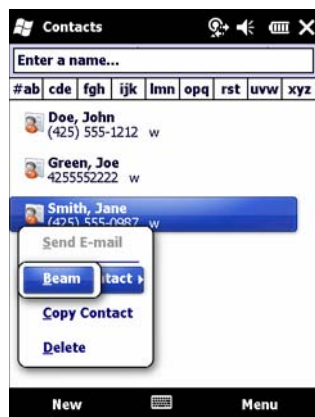 Contacts
Enter a name...
#ab cde fgh ijk lmn opq rst uvw xyz
Doe, John
(425) 555-1212 w
Green, Joe
4255552222 w
Smith, Jane
(425) 555-0987 w
Send E-mail
Beam tact
Copy Contact
Delete
New Menu